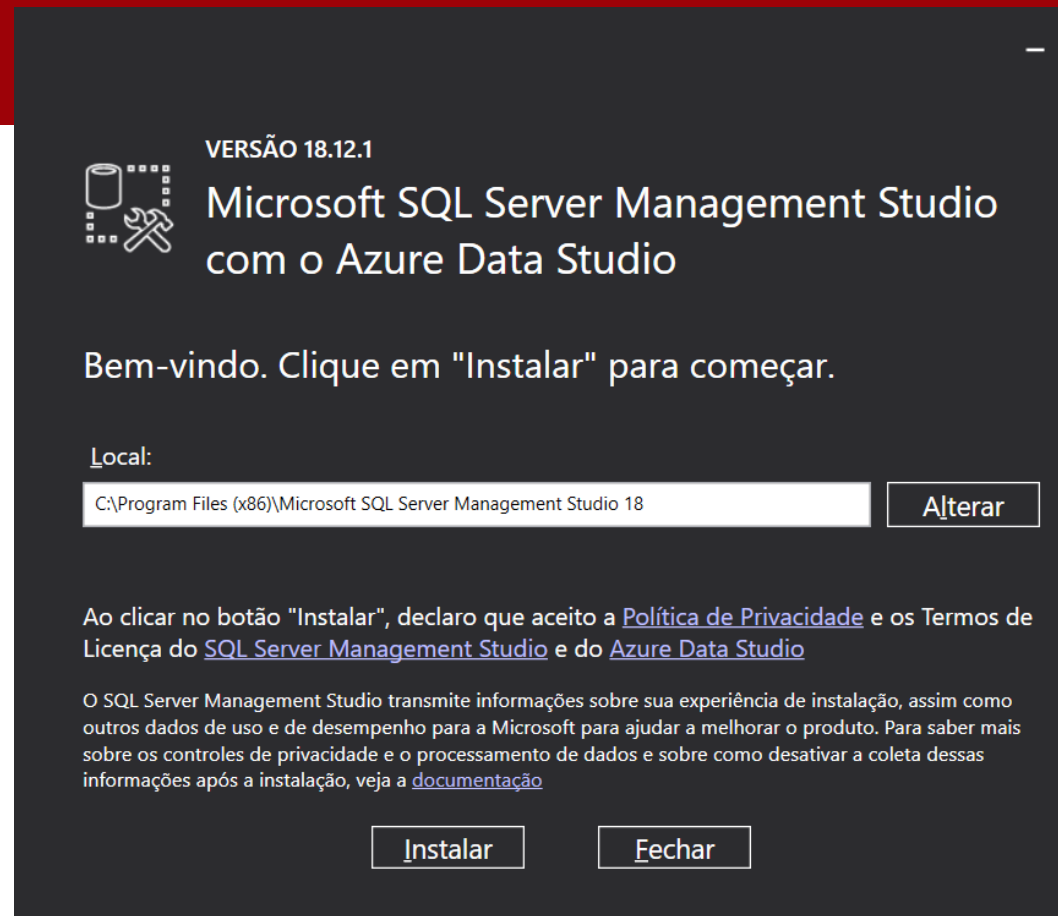 VERSÃO 18.12.1
Microsoft SQL Server Management Studio
com o Azure Data Studio
Bem-vindo. Clique em "Instalar" para começar.
Local:
C:\Program Files (x86)\Microsoft SQL Server Management Studio 18
Alterar
Ao clicar no botão "Instalar", declaro que aceito a Política de Privacidade e os Termos de
Licença do SQL Server Management Studio e do Azure Data Studio
O SQL Server Management Studio transmite informações sobre sua experiência de instalação, assim como
outros dados de uso e de desempenho para a Microsoft para ajudar a melhorar o produto. Para saber mais
sobre os controles de privacidade e o processamento de dados e sobre como desativar a coleta dessas
informações após a instalação, veja a documentação
Instalar
Fechar